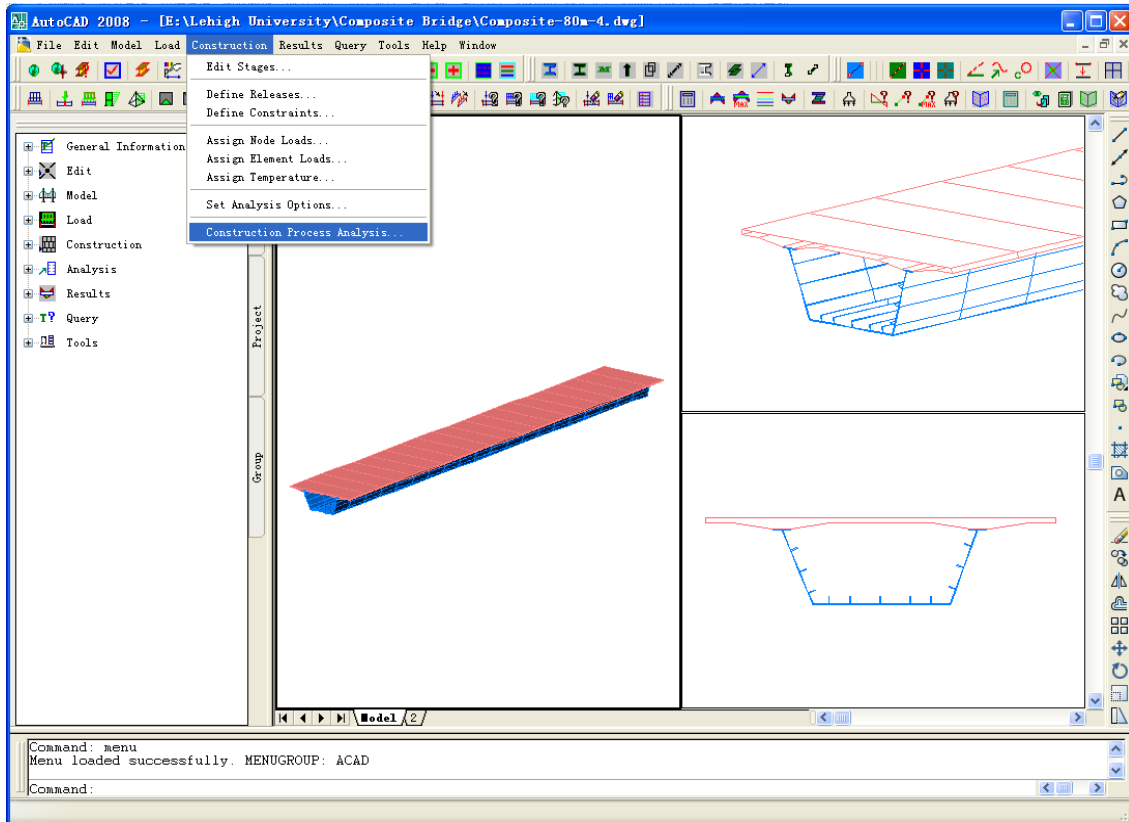 AutoCAD 2008 - [E:\Lehigh University\Composite Bridge\Composite-80m-4.dwg]
File Edit Model Load Construction Results Query Tools Help Window
Edit Stages...
Define Releases...
Define Constraints...
Assign Node Loads...
Assign Element Loads...
Assign Temperature...
Set Analysis Options...
Construction Process Analysis...
General Information
Edit
Model
Load
Construction
Analysis
Results
Query
Tools
Project
Group
Model 2
Command: menu
Menu loaded successfully. MENUGROUP: ACAD
Command: